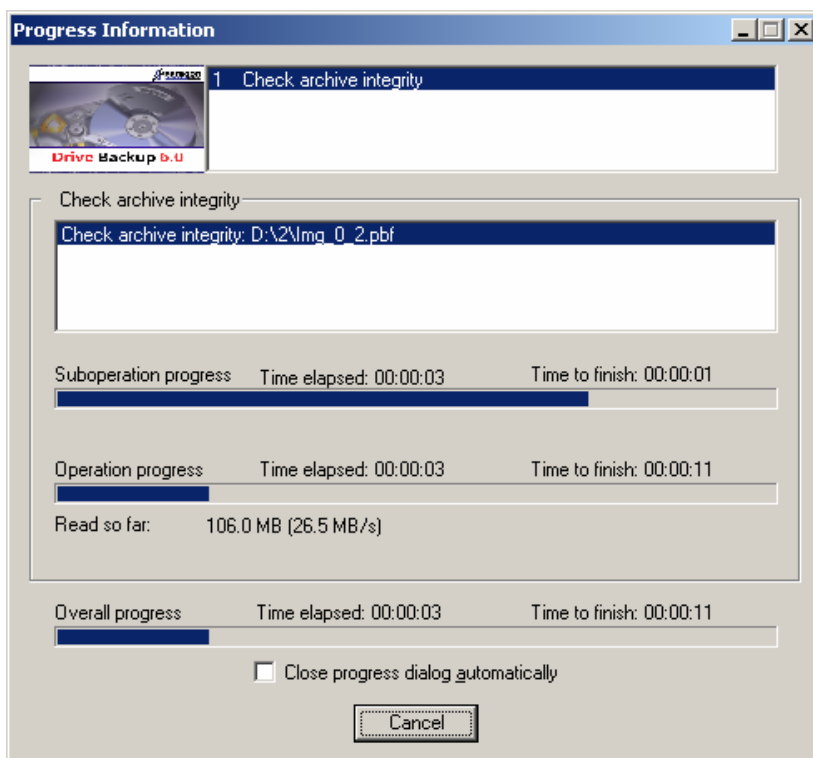 Progress Information
1 Check archive integrity
Drive Backup 6.0
Check archive integrity
Check archive integrity: D:\2\Img_0_2.pbf
Suboperation progress Time elapsed: 00:00:03 Time to finish: 00:00:01
Operation progress Time elapsed: 00:00:03 Time to finish: 00:00:11
Read so far: 106.0 MB (26.5 MB/s)
Overall progress Time elapsed: 00:00:03 Time to finish: 00:00:11
Close progress dialog automatically
Cancel